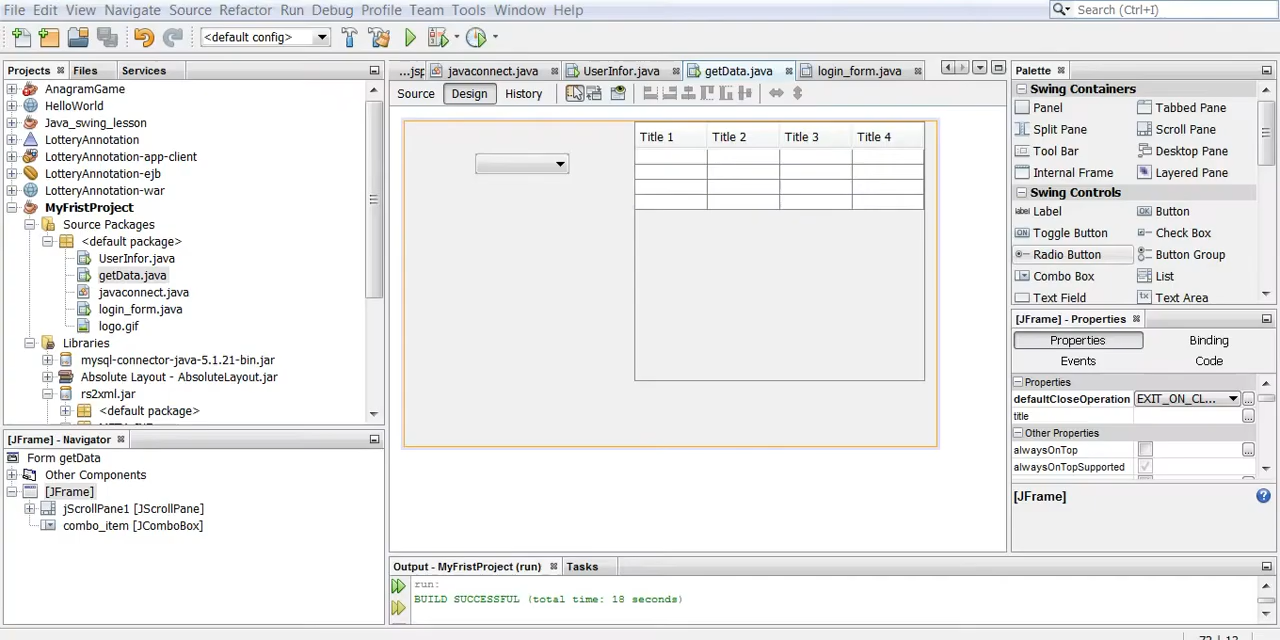 File Edit View Navigate Source Refactor Run Debug Profile Team Tools Window Help
Search (Ctrl+I)
<default config>
Projects Files Services
AnagramGame
HelloWorld
Java_swing_lesson
LotteryAnnotation
LotteryAnnotation-app-client
LotteryAnnotation-ejb
LotteryAnnotation-war
MyFristProject
Source Packages
<default package>
UserInfor.java
getData.java
javaconnect.java
login_form.java
logo.gif
Libraries
mysql-connector-java-5.1.21-bin.jar
Absolute Layout - AbsoluteLayout.jar
rs2xml.jar
<default package>
[JFrame] - Navigator
Form getData
Other Components
[JFrame]
jScrollPane1 [JScrollPane]
combo_item [JComboBox]
...jsp javaconnect.java UserInfor.java getData.java login_form.java
Source Design History
Title 1 Title 2 Title 3 Title 4
Output - MyFristProject (run) Tasks
run:
BUILD SUCCESSFUL (total time: 18 seconds)
Palette
Swing Containers
Panel Tabbed Pane
Split Pane Scroll Pane
Tool Bar Desktop Pane
Internal Frame Layered Pane
Swing Controls
label Label OK Button
ON Toggle Button Check Box
Radio Button Button Group
Combo Box List
Text Field Text Area
[JFrame] - Properties
Properties Binding
Events Code
Properties
defaultCloseOperation EXIT_ON_CL... ...
title ...
Other Properties
alwaysOnTop ...
alwaysOnTopSupported
[JFrame]